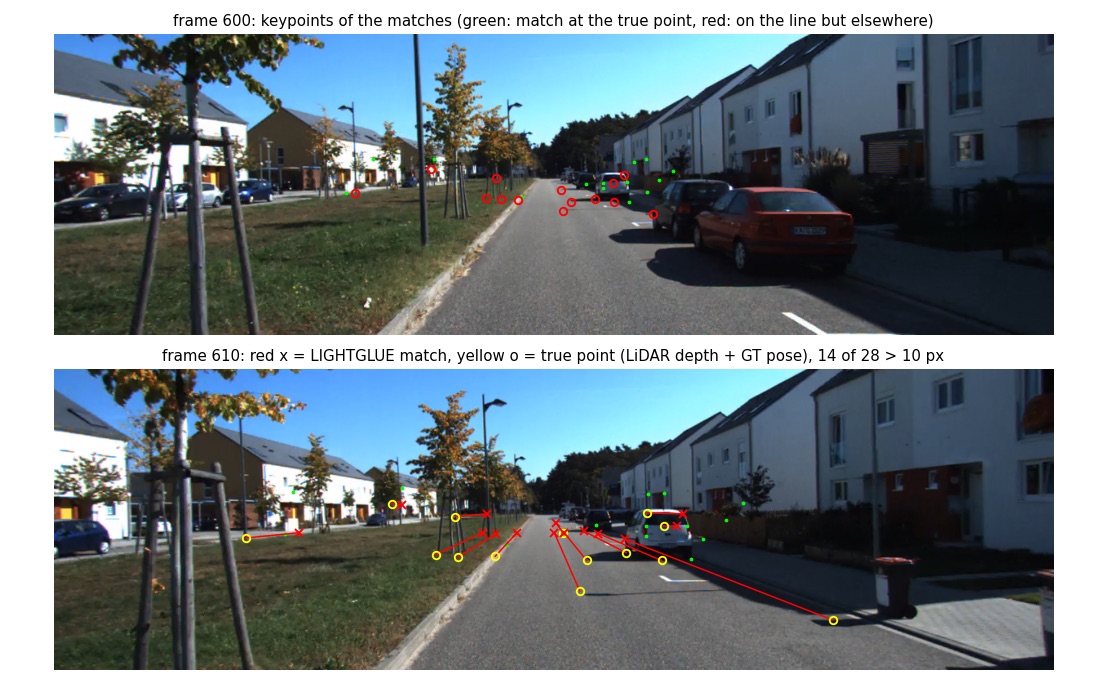 frame 600: keypoints of the matches (green: match at the true point, red: on the line but elsewhere)
frame 610: red x = LIGHTGLUE match, yellow o = true point (LiDAR depth + GT pose), 14 of 28 > 10 px